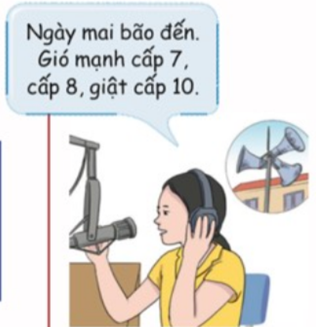 Ngày mai bão đến.
Gió mạnh cấp 7,
cấp 8, giật cấp 10.